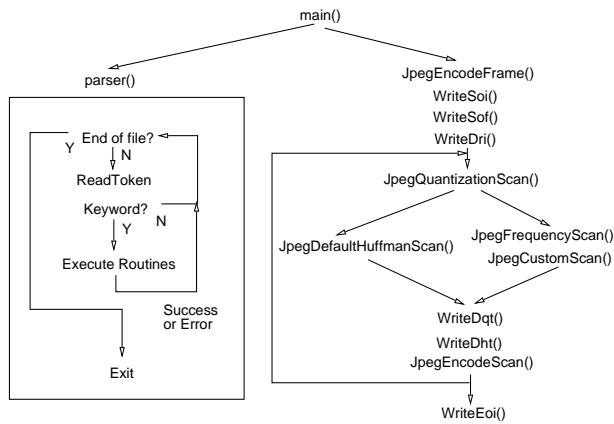 main()
parser()
End of file?
Y
N
ReadToken
Keyword?
N
Y
Execute Routines
Success
or Error
Exit
JpegEncodeFrame()
WriteSoi()
WriteSof()
WriteDri()
JpegQuantizationScan()
JpegDefaultHuffmanScan()
JpegFrequencyScan()
JpegCustomScan()
WriteDqt()
WriteDht()
JpegEncodeScan()
WriteEoi()